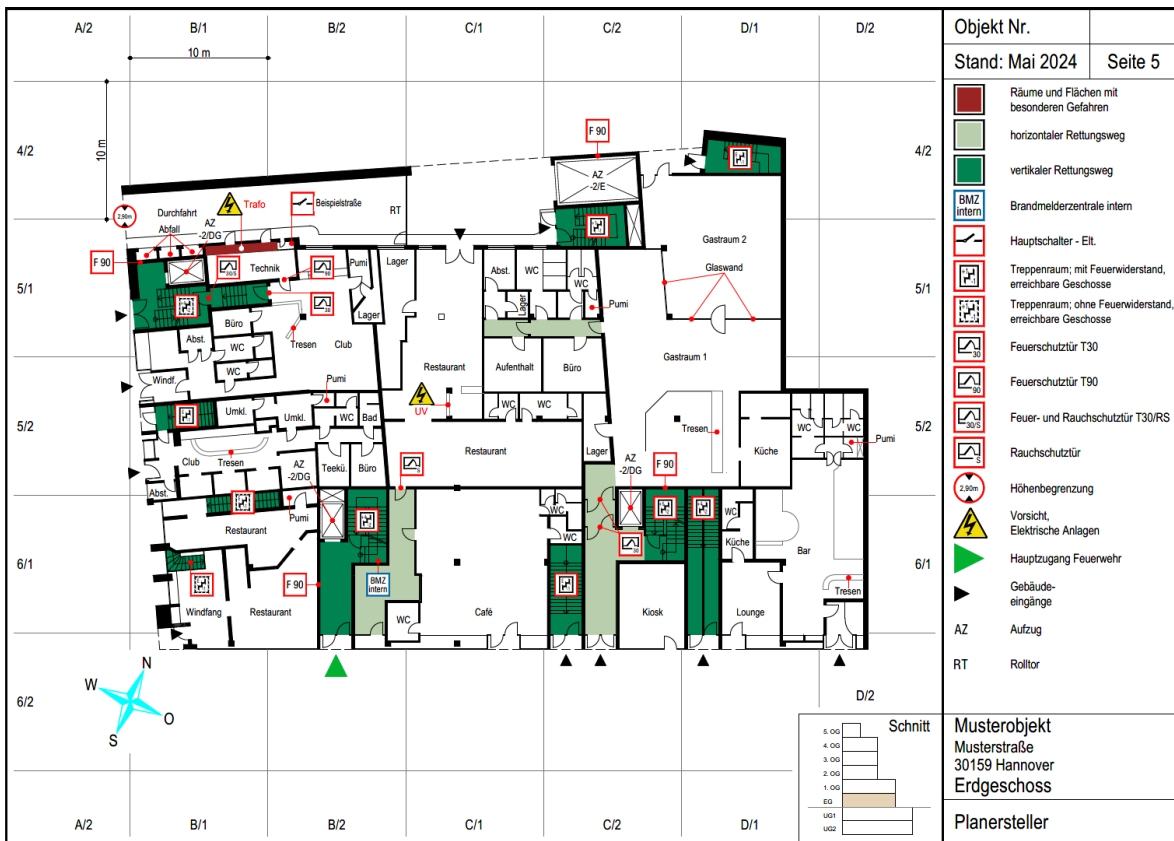 A/2 B/1 B/2 C/1 C/2 D/1 D/2
10 m
10 m
4/2
4/2
5/1
5/1
5/2
5/2
6/1
6/1
6/2
F 90
AZ
-2/E
RT
2,90m
Durchfahrt
Abfall
AZ
-2/DG
Trafo
Beispielstraße
F 90
Technik
30/S
90
30
Pumi
Lager
Lager
Büro
Tresen
Club
Abst.
WC
WC
Windf.
Abst.
WC
WC
Lager
Pumi
Gastraum 2
Glaswand
Gastraum 1
Restaurant
Aufenthalt
Büro
UV
WC
WC
Pumi
Umkl.
Umkl.
WC
Bad
Club
Tresen
AZ
-2/DG
Teekü.
Büro
S
Restaurant
Lager
AZ
-2/DG
F 90
Tresen
Küche
WC
WC
Pumi
Abst.
Pumi
Restaurant
WC
WC
30
WC
Küche
Bar
Tresen
F 90
BMZ
intern
Windfang
Restaurant
WC
Café
Kiosk
Lounge
N
W
O
S
D/2
A/2 B/1 B/2 C/1 C/2 D/1
Schnitt
5. OG
4. OG
3. OG
2. OG
1. OG
EG
UG1
UG2
Objekt Nr.
Stand: Mai 2024 Seite 5
Räume und Flächen mit
besonderen Gefahren
horizontaler Rettungsweg
vertikaler Rettungsweg
BMZ
intern
Brandmelderzentrale intern
Hauptschalter - Elt.
Treppenraum; mit Feuerwiderstand,
erreichbare Geschosse
Treppenraum; ohne Feuerwiderstand,
erreichbare Geschosse
30
Feuerschutztür T30
90
Feuerschutztür T90
30/S
Feuer- und Rauchschutztür T30/RS
S
Rauchschutztür
2,90m
Höhenbegrenzung
Vorsicht,
Elektrische Anlagen
Hauptzugang Feuerwehr
Gebäude-
eingänge
AZ Aufzug
RT Rolltor
Musterobjekt
Musterstraße
30159 Hannover
Erdgeschoss
Planersteller